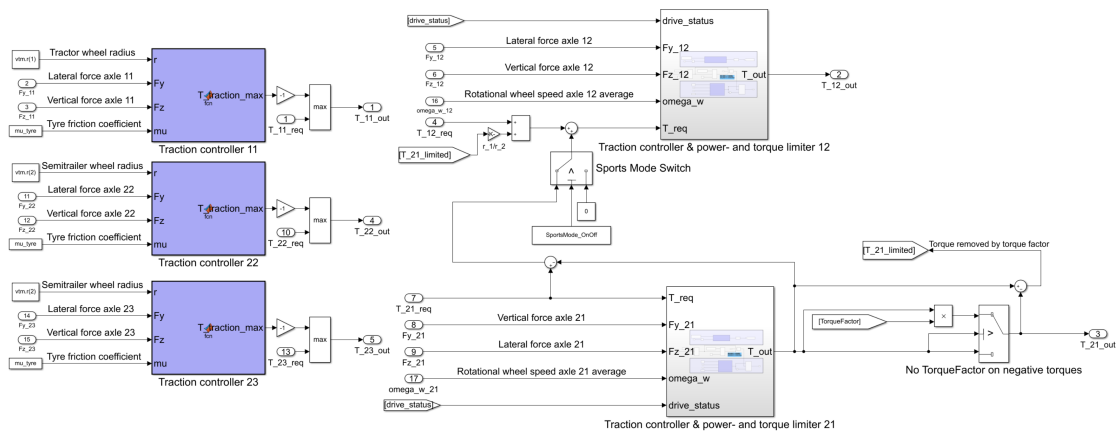 Tractor wheel radius
vtm.r(1)
r
Lateral force axle 11
2
Fy_11
Fy
T_traction_max
fcn
-1
max
1
T_11_out
Vertical force axle 11
3
Fz_11
Fz
1
T_11_req
Tyre friction coefficient
mu_tyre
mu
Traction controller 11
Semitrailer wheel radius
vtm.r(2)
r
Lateral force axle 22
11
Fy_22
Fy
T_traction_max
fcn
-1
max
4
T_22_out
Vertical force axle 22
12
Fz_22
Fz
10
T_22_req
Tyre friction coefficient
mu_tyre
mu
Traction controller 22
Semitrailer wheel radius
vtm.r(2)
r
Lateral force axle 23
14
Fy_23
Fy
T_traction_max
fcn
-1
max
5
T_23_out
Vertical force axle 23
15
Fz_23
Fz
13
T_23_req
Tyre friction coefficient
mu_tyre
mu
Traction controller 23
[drive_status]
drive_status
Lateral force axle 12
5
Fy_12
Fy_12
Vertical force axle 12
6
Fz_12
Fz_12
T_out
2
T_12_out
Rotational wheel speed axle 12 average
16
omega_w_12
omega_w
4
T_12_req
T_req
[T_21_limited]
r_1/r_2
Traction controller & power- and torque limiter 12
Sports Mode Switch
0
SportsMode_OnOff
7
T_21_req
T_req
Vertical force axle 21
8
Fy_21
Fy_21
Lateral force axle 21
9
Fz_21
Fz_21
T_out
Rotational wheel speed axle 21 average
17
omega_w_21
omega_w
[drive_status]
drive_status
Traction controller & power- and torque limiter 21
[T_21_limited]
Torque removed by torque factor
[TorqueFactor]
×
>
3
T_21_out
No TorqueFactor on negative torques